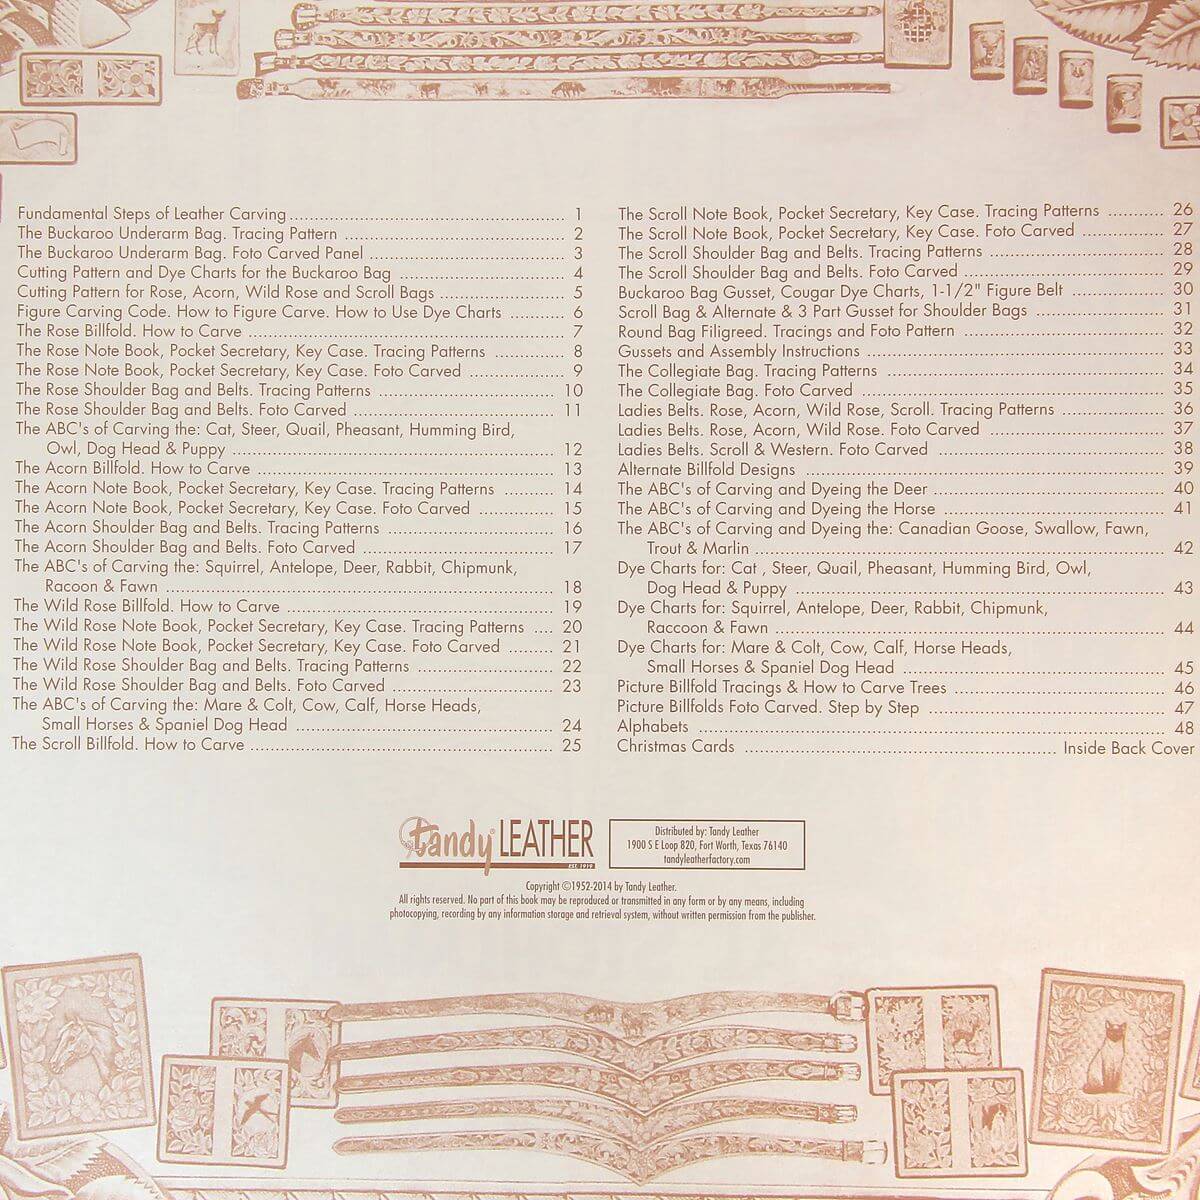 Fundamental Steps of Leather Carving ........ 1
The Buckaroo Underarm Bag. Tracing Pattern ........ 2
The Buckaroo Underarm Bag. Foto Carved Panel ........ 3
Cutting Pattern and Dye Charts for the Buckaroo Bag ........ 4
Cutting Pattern for Rose, Acorn, Wild Rose and Scroll Bags ........ 5
Figure Carving Code. How to Figure Carve. How to Use Dye Charts ........ 6
The Rose Billfold. How to Carve ........ 7
The Rose Note Book, Pocket Secretary, Key Case. Tracing Patterns ........ 8
The Rose Note Book, Pocket Secretary, Key Case. Foto Carved ........ 9
The Rose Shoulder Bag and Belts. Tracing Patterns ........ 10
The Rose Shoulder Bag and Belts. Foto Carved ........ 11
The ABC's of Carving the: Cat, Steer, Quail, Pheasant, Humming Bird,
Owl, Dog Head & Puppy ........ 12
The Acorn Billfold. How to Carve ........ 13
The Acorn Note Book, Pocket Secretary, Key Case. Tracing Patterns ........ 14
The Acorn Note Book, Pocket Secretary, Key Case. Foto Carved ........ 15
The Acorn Shoulder Bag and Belts. Tracing Patterns ........ 16
The Acorn Shoulder Bag and Belts. Foto Carved ........ 17
The ABC's of Carving the: Squirrel, Antelope, Deer, Rabbit, Chipmunk,
Racoon & Fawn ........ 18
The Wild Rose Billfold. How to Carve ........ 19
The Wild Rose Note Book, Pocket Secretary, Key Case. Tracing Patterns .... 20
The Wild Rose Note Book, Pocket Secretary, Key Case. Foto Carved ........ 21
The Wild Rose Shoulder Bag and Belts. Tracing Patterns ........ 22
The Wild Rose Shoulder Bag and Belts. Foto Carved ........ 23
The ABC's of Carving the: Mare & Colt, Cow, Calf, Horse Heads,
Small Horses & Spaniel Dog Head ........ 24
The Scroll Billfold. How to Carve ........ 25
The Scroll Note Book, Pocket Secretary, Key Case. Tracing Patterns ........ 26
The Scroll Note Book, Pocket Secretary, Key Case. Foto Carved ........ 27
The Scroll Shoulder Bag and Belts. Tracing Patterns ........ 28
The Scroll Shoulder Bag and Belts. Foto Carved ........ 29
Buckaroo Bag Gusset, Cougar Dye Charts, 1-1/2" Figure Belt ........ 30
Scroll Bag & Alternate & 3 Part Gusset for Shoulder Bags ........ 31
Round Bag Filigreed. Tracings and Foto Pattern ........ 32
Gussets and Assembly Instructions ........ 33
The Collegiate Bag. Tracing Patterns ........ 34
The Collegiate Bag. Foto Carved ........ 35
Ladies Belts. Rose, Acorn, Wild Rose, Scroll. Tracing Patterns ........ 36
Ladies Belts. Rose, Acorn, Wild Rose. Foto Carved ........ 37
Ladies Belts. Scroll & Western. Foto Carved ........ 38
Alternate Billfold Designs ........ 39
The ABC's of Carving and Dyeing the Deer ........ 40
The ABC's of Carving and Dyeing the Horse ........ 41
The ABC's of Carving and Dyeing the: Canadian Goose, Swallow, Fawn,
Trout & Marlin ........ 42
Dye Charts for: Cat , Steer, Quail, Pheasant, Humming Bird, Owl,
Dog Head & Puppy ........ 43
Dye Charts for: Squirrel, Antelope, Deer, Rabbit, Chipmunk,
Raccoon & Fawn ........ 44
Dye Charts for: Mare & Colt, Cow, Calf, Horse Heads,
Small Horses & Spaniel Dog Head ........ 45
Picture Billfold Tracings & How to Carve Trees ........ 46
Picture Billfolds Foto Carved. Step by Step ........ 47
Alphabets ........ 48
Christmas Cards ........ Inside Back Cover
tandy® LEATHER
EST. 1919
Distributed by: Tandy Leather
1900 S E Loop 820, Fort Worth, Texas 76140
tandyleatherfactory.com
Copyright ©1952-2014 by Tandy Leather.
All rights reserved. No part of this book may be reproduced or transmitted in any form or by any means, including
photocopying, recording by any information storage and retrieval system, without written permission from the publisher.